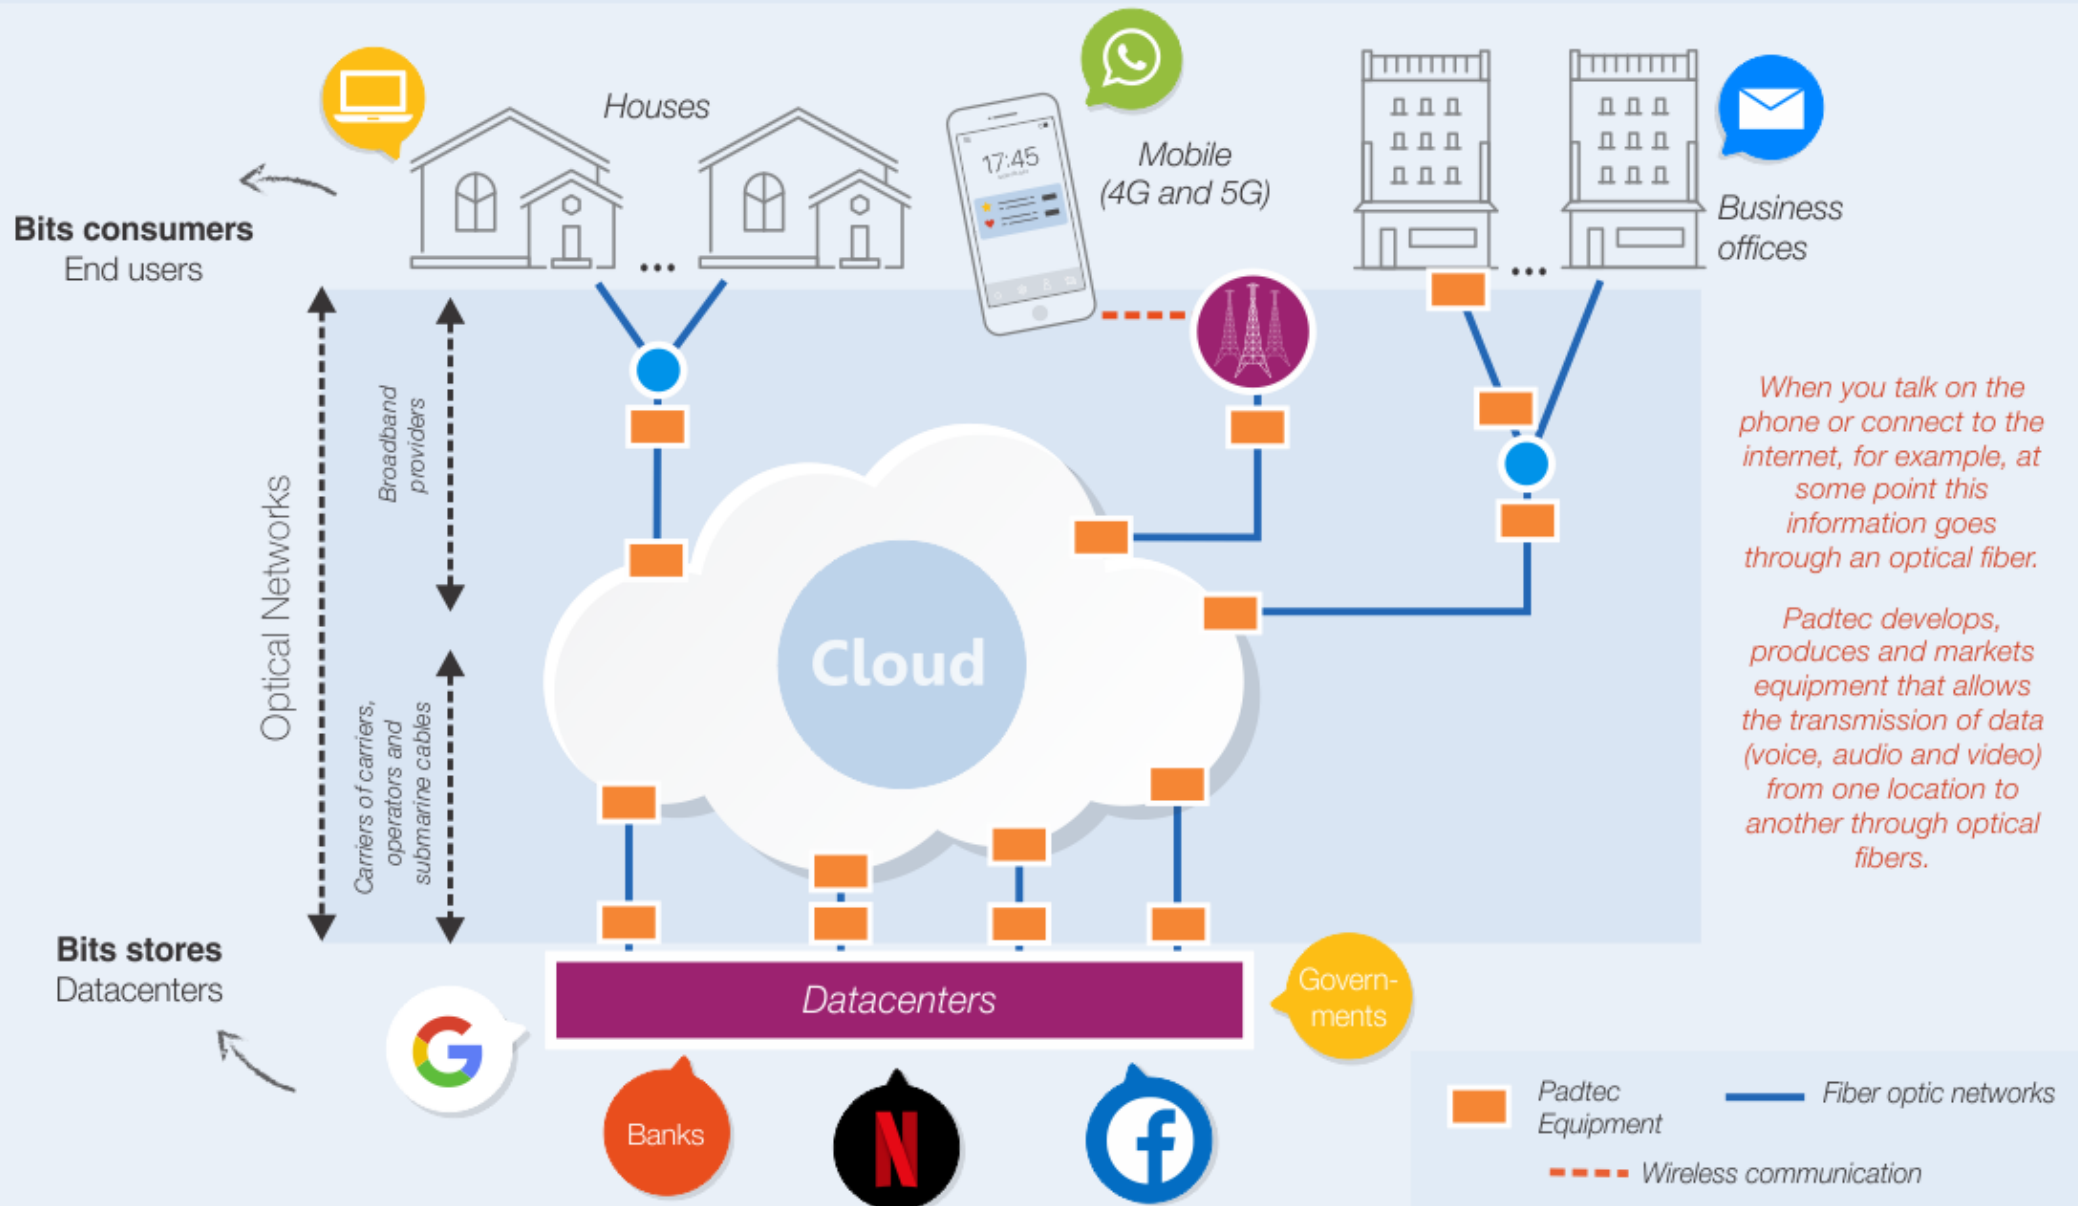 Houses
17:45
Mobile
(4G and 5G)
Business
offices
Bits consumers
End users
Optical Networks
Broadband
providers
Carriers of carriers,
operators and
submarine cables
Cloud
When you talk on the
phone or connect to the
internet, for example, at
some point this
information goes
through an optical fiber.
Padtec develops,
produces and markets
equipment that allows
the transmission of data
(voice, audio and video)
from one location to
another through optical
fibers.
Bits stores
Datacenters
Datacenters
Govern-
ments
G
Banks
N
f
Padtec
Equipment
Fiber optic networks
Wireless communication